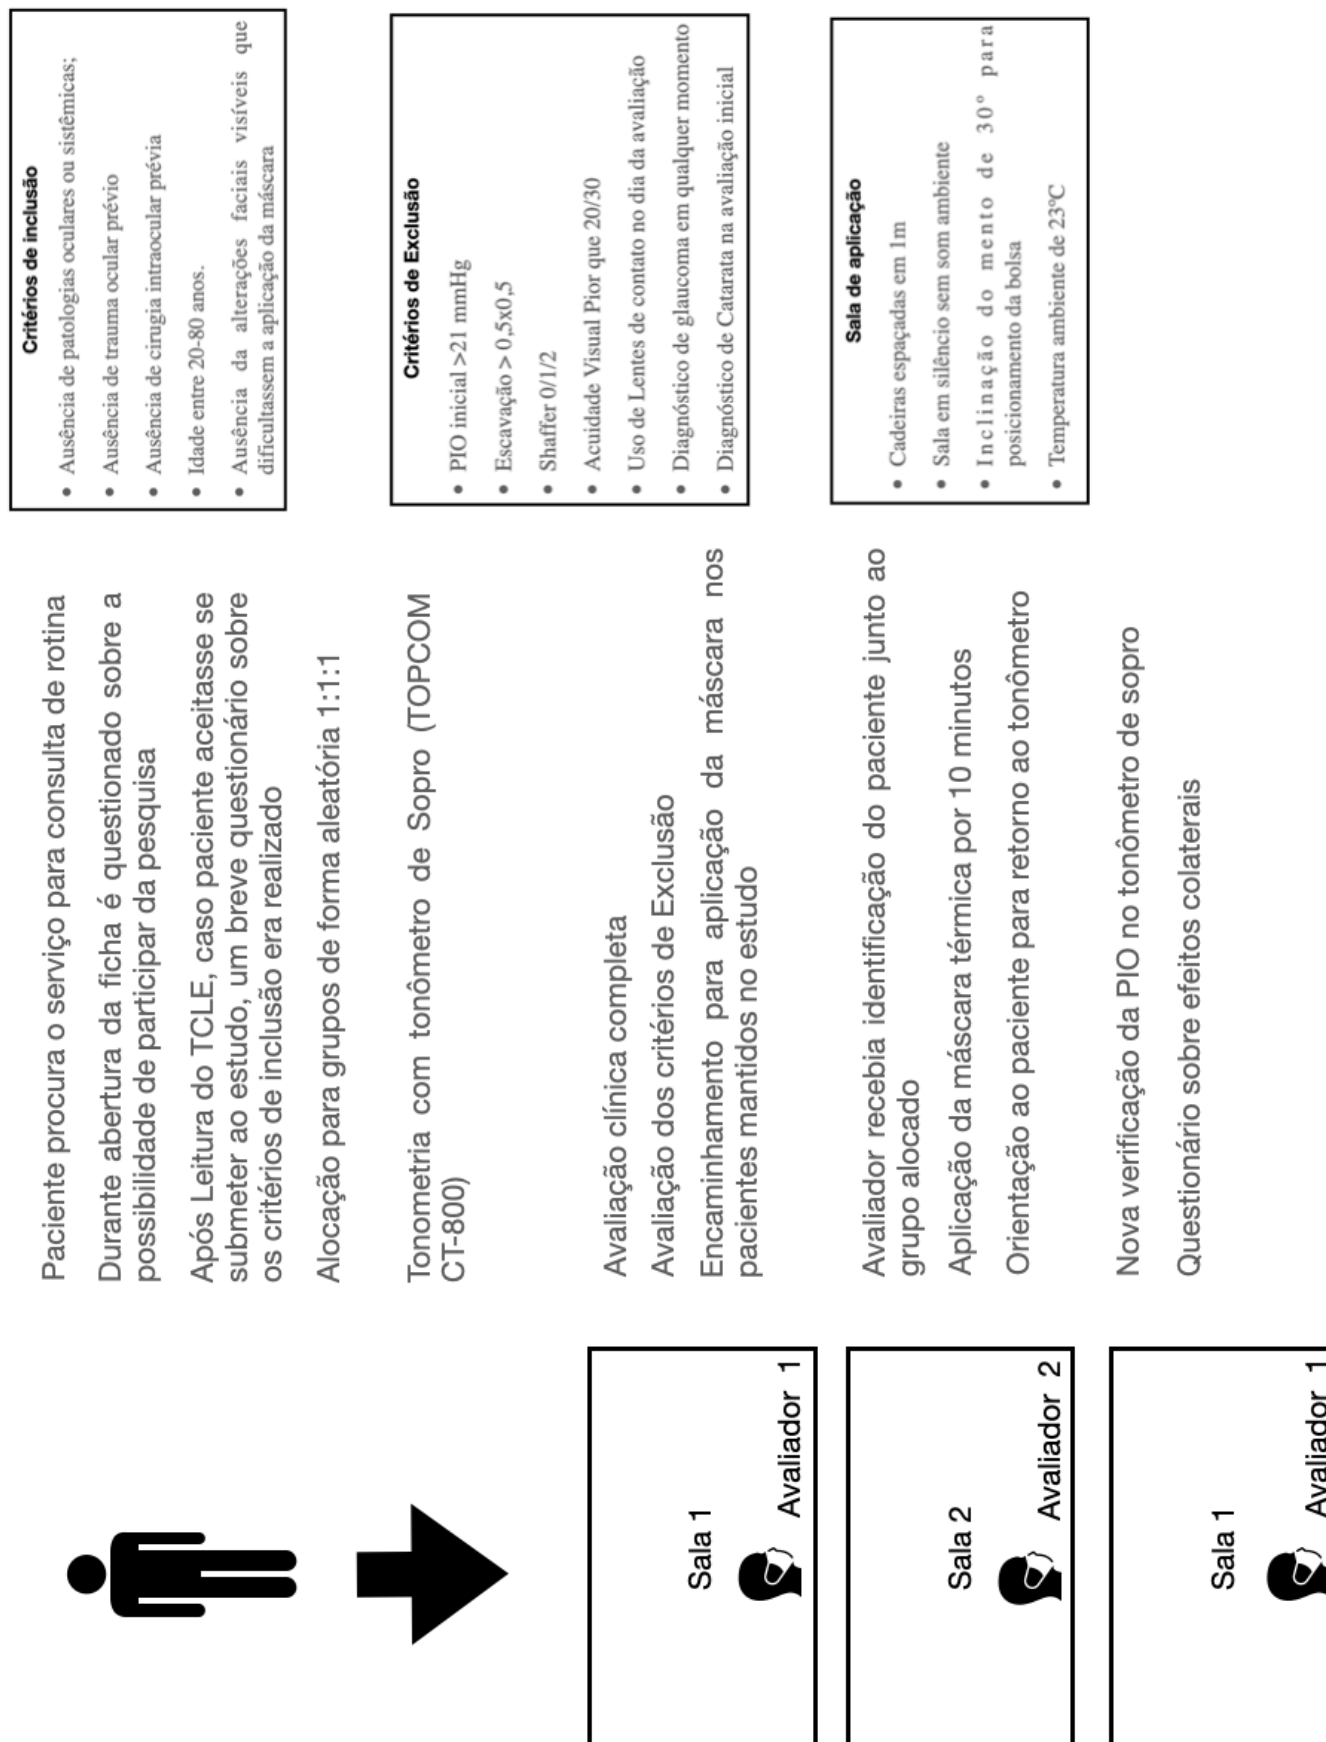 Paciente procura o serviço para consulta de rotina
Durante abertura da ficha é questionado sobre a
possibilidade de participar da pesquisa
Após Leitura do TCLE, caso paciente aceitasse se
submeter ao estudo, um breve questionário sobre
os critérios de inclusão era realizado
Alocação para grupos de forma aleatória 1:1:1
Tonometria com tonômetro de Sopro (TOPCOM
CT-800)
Critérios de inclusão
• Ausência de patologias oculares ou sistêmicas;
• Ausência de trauma ocular prévio
• Ausência de cirugia intraocular prévia
• Idade entre 20-80 anos.
• Ausência da alterações faciais visíveis que
dificultassem a aplicação da máscara
Critérios de Exclusão
• PIO inicial >21 mmHg
• Escavação > 0,5x0,5
• Shaffer 0/1/2
• Acuidade Visual Pior que 20/30
• Uso de Lentes de contato no dia da avaliação
• Diagnóstico de glaucoma em qualquer momento
• Diagnóstico de Catarata na avaliação inicial
Sala 1
Avaliador 1
Avaliação clínica completa
Avaliação dos critérios de Exclusão
Encaminhamento para aplicação da máscara nos
pacientes mantidos no estudo
Sala 2
Avaliador 2
Avaliador recebia identificação do paciente junto ao
grupo alocado
Aplicação da máscara térmica por 10 minutos
Orientação ao paciente para retorno ao tonômetro
Sala de aplicação
• Cadeiras espaçadas em 1m
• Sala em silêncio sem som ambiente
• Inclinação do mento de 30° para
posicionamento da bolsa
• Temperatura ambiente de 23ºC
Sala 1
Avaliador 1
Nova verificação da PIO no tonômetro de sopro
Questionário sobre efeitos colaterais